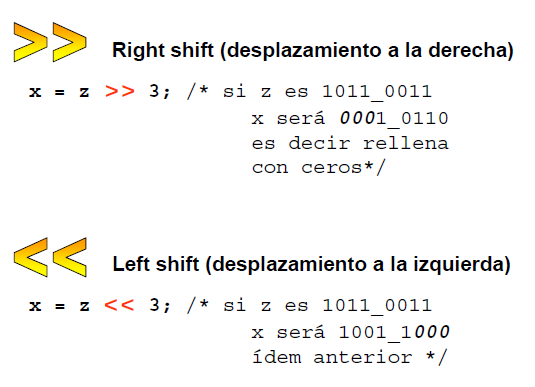 >> Right shift (desplazamiento a la derecha)
x = z >> 3; /* si z es 1011_0011
x será 0001_0110
es decir rellena
con ceros*/
<< Left shift (desplazamiento a la izquierda)
x = z << 3; /* si z es 1011_0011
x será 1001_1000
ídem anterior */